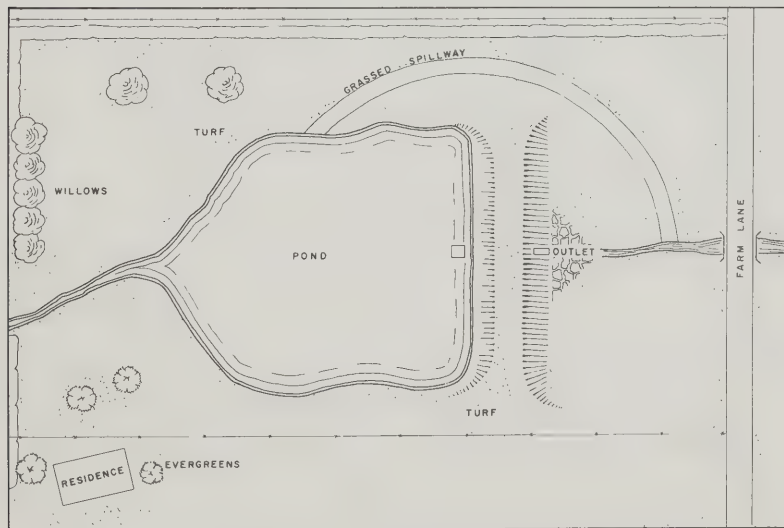 GRASSED SPILLWAY
TURF
WILLOWS
POND
OUTLET
FARM LANE
TURF
EVERGREENS
RESIDENCE